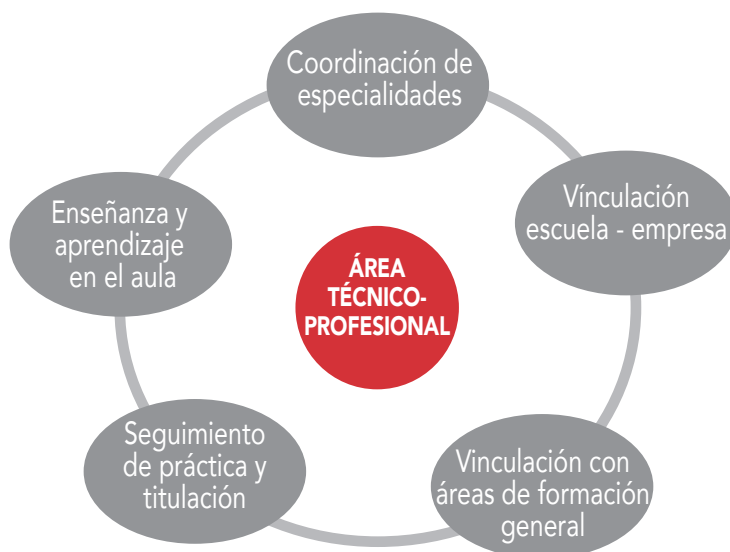 Coordinación de
especialidades
Vínculación
escuela - empresa
Vinculación con
áreas de formación
general
Seguimiento
de práctica y
titulación
Enseñanza y
aprendizaje
en el aula
ÁREA
TÉCNICO-
PROFESIONAL